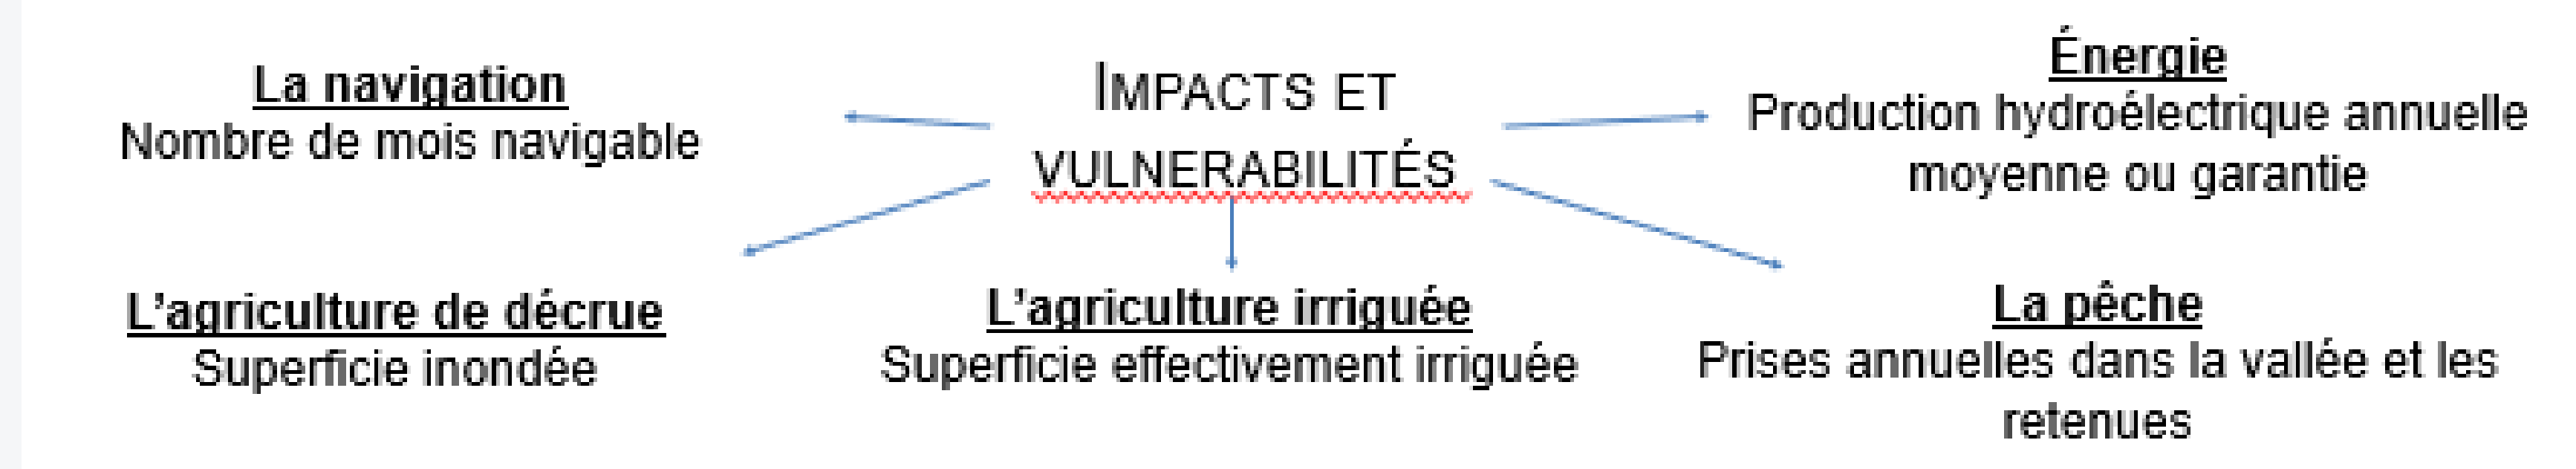 La navigation
Nombre de mois navigable
IMPACTS ET
VULNERABILITÉS
Énergie
Production hydroélectrique annuelle
moyenne ou garantie
L'agriculture de décrue
Superficie inondée
L'agriculture irriguée
Superficie effectivement irriguée
La pêche
Prises annuelles dans la vallée et les
retenues